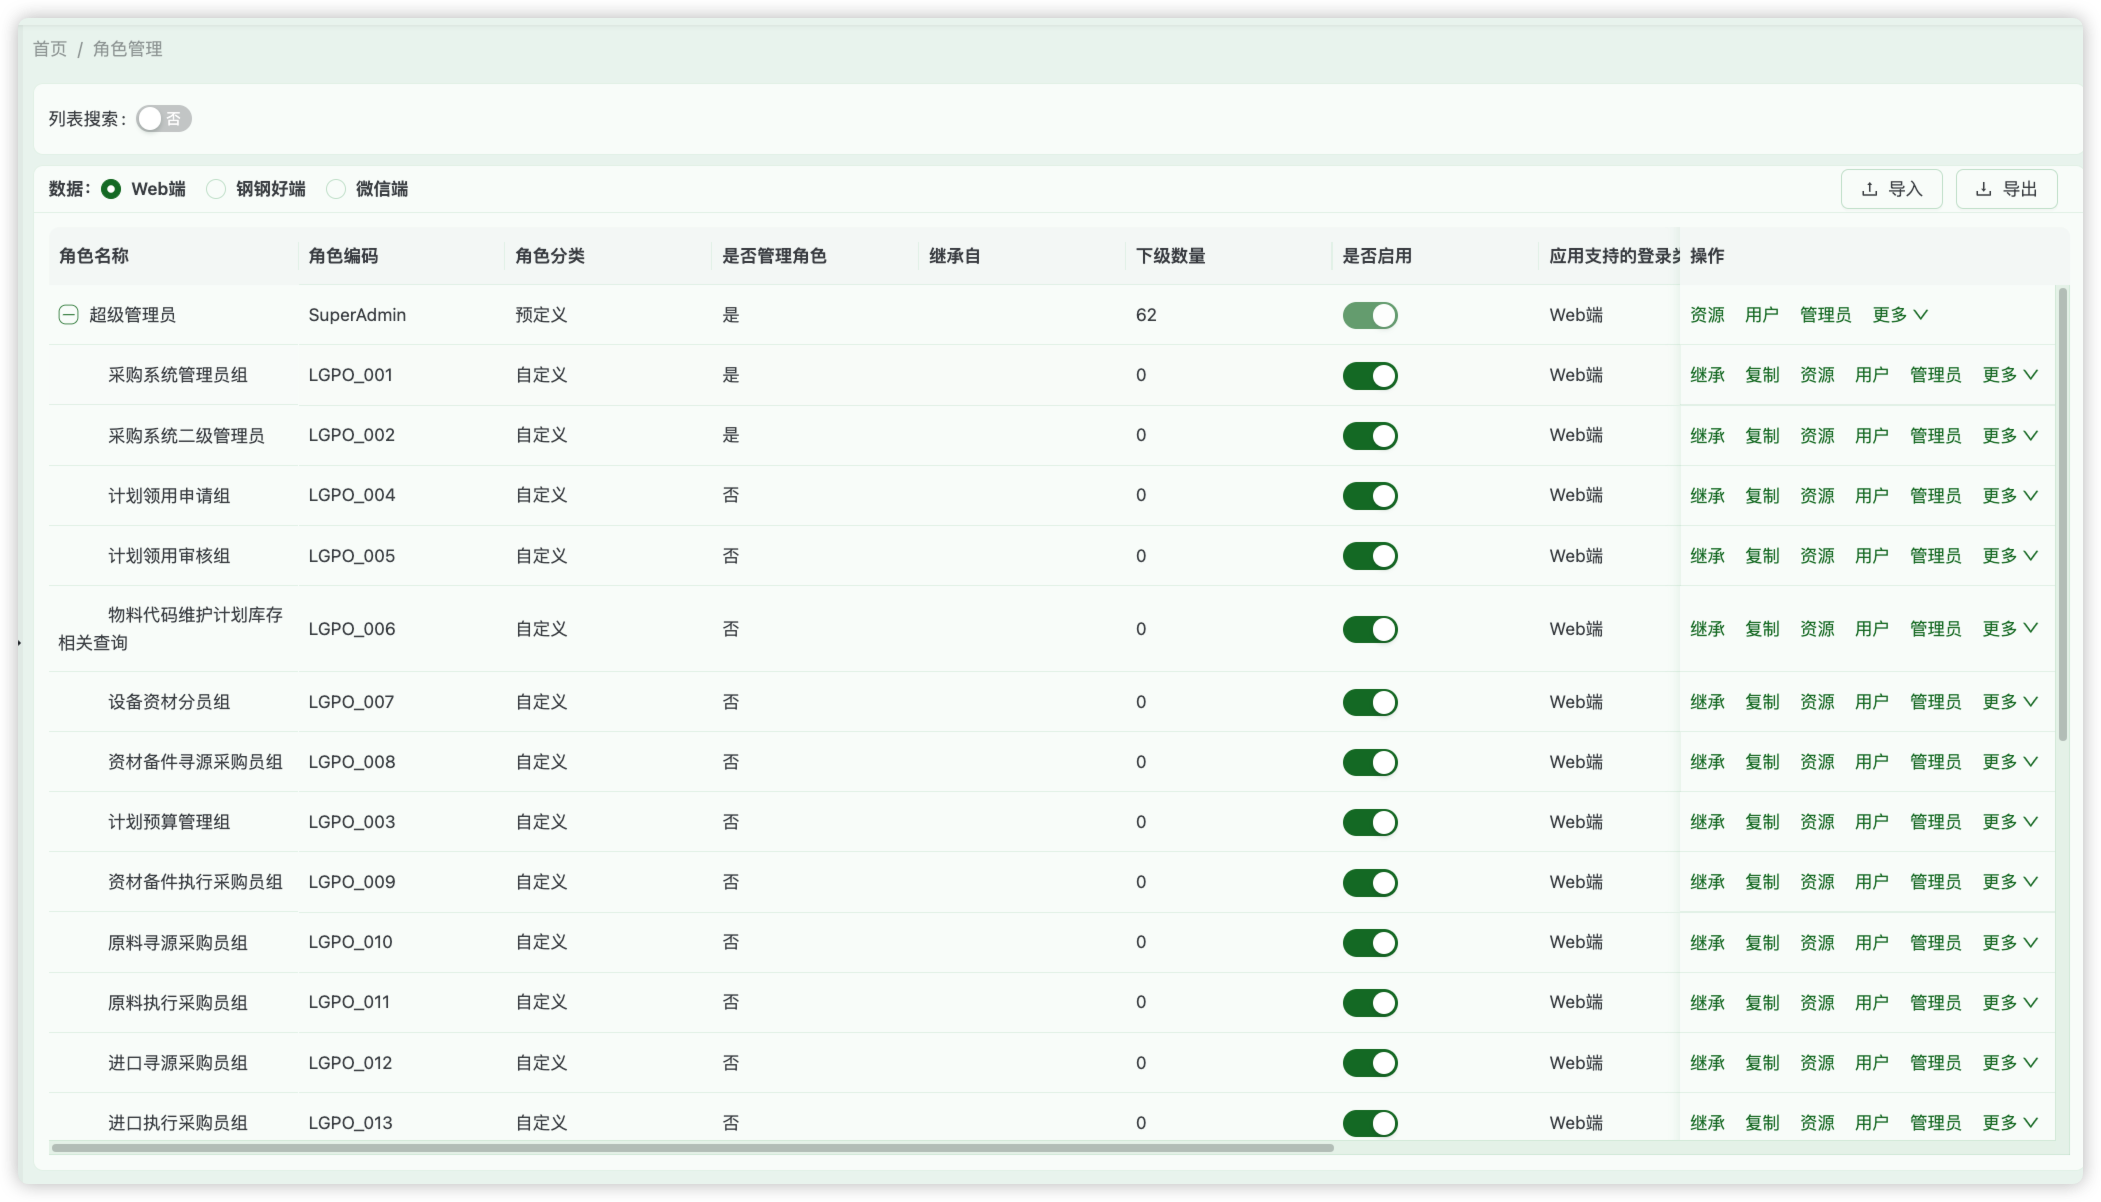 首页 / 角色管理
列表搜索: 否
数据: Web端 钢钢好端 微信端 导入 导出
角色名称 角色编码 角色分类 是否管理角色 继承自 下级数量 是否启用 应用支持的登录 操作
超级管理员 SuperAdmin 预定义 是 62 Web端 资源 用户 管理员 更多
采购系统管理员组 LGPO_001 自定义 是 0 Web端 继承 复制 资源 用户 管理员 更多
采购系统二级管理员 LGPO_002 自定义 是 0 Web端 继承 复制 资源 用户 管理员 更多
计划领用申请组 LGPO_004 自定义 否 0 Web端 继承 复制 资源 用户 管理员 更多
计划领用审核组 LGPO_005 自定义 否 0 Web端 继承 复制 资源 用户 管理员 更多
物料代码维护计划库存
相关查询 LGPO_006 自定义 否 0 Web端 继承 复制 资源 用户 管理员 更多
设备资材分员组 LGPO_007 自定义 否 0 Web端 继承 复制 资源 用户 管理员 更多
资材备件寻源采购员组 LGPO_008 自定义 否 0 Web端 继承 复制 资源 用户 管理员 更多
计划预算管理组 LGPO_003 自定义 否 0 Web端 继承 复制 资源 用户 管理员 更多
资材备件执行采购员组 LGPO_009 自定义 否 0 Web端 继承 复制 资源 用户 管理员 更多
原料寻源采购员组 LGPO_010 自定义 否 0 Web端 继承 复制 资源 用户 管理员 更多
原料执行采购员组 LGPO_011 自定义 否 0 Web端 继承 复制 资源 用户 管理员 更多
进口寻源采购员组 LGPO_012 自定义 否 0 Web端 继承 复制 资源 用户 管理员 更多
进口执行采购员组 LGPO_013 自定义 否 0 Web端 继承 复制 资源 用户 管理员 更多